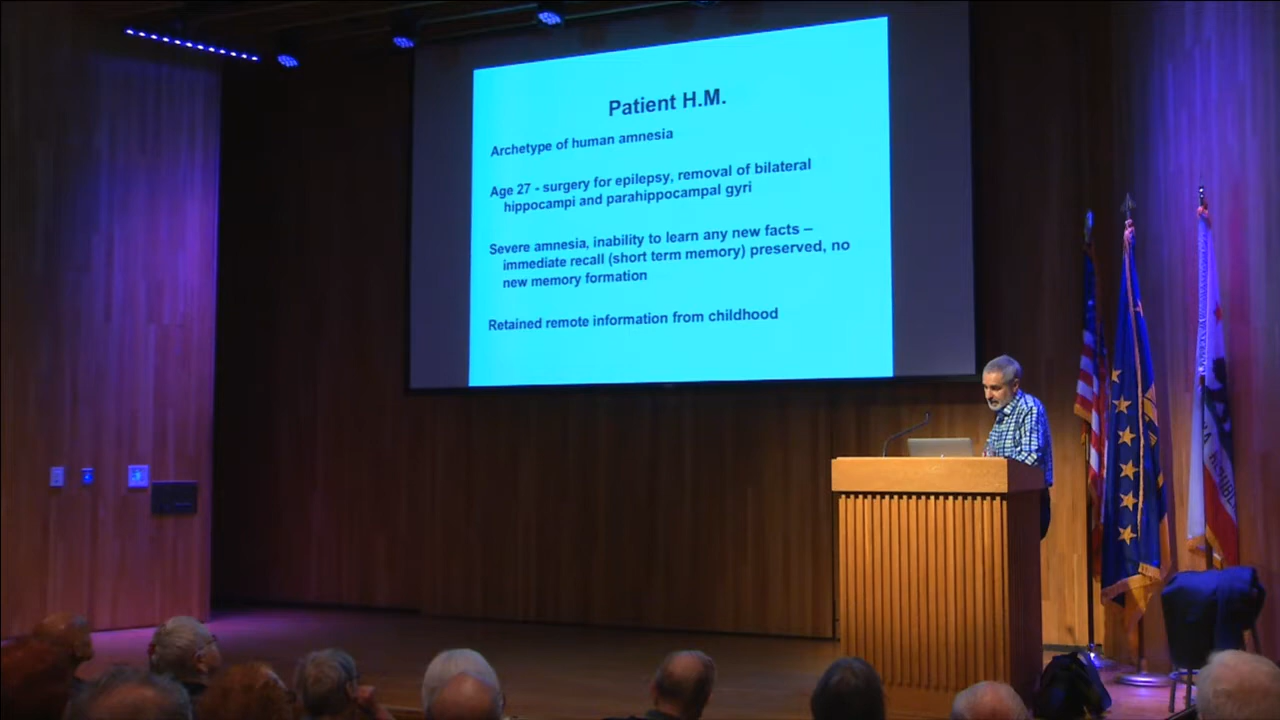 Patient H.M.
Archetype of human amnesia
Age 27 - surgery for epilepsy, removal of bilateral
hippocampi and parahippocampal gyri
Severe amnesia, inability to learn any new facts –
immediate recall (short term memory) preserved, no
new memory formation
Retained remote information from childhood